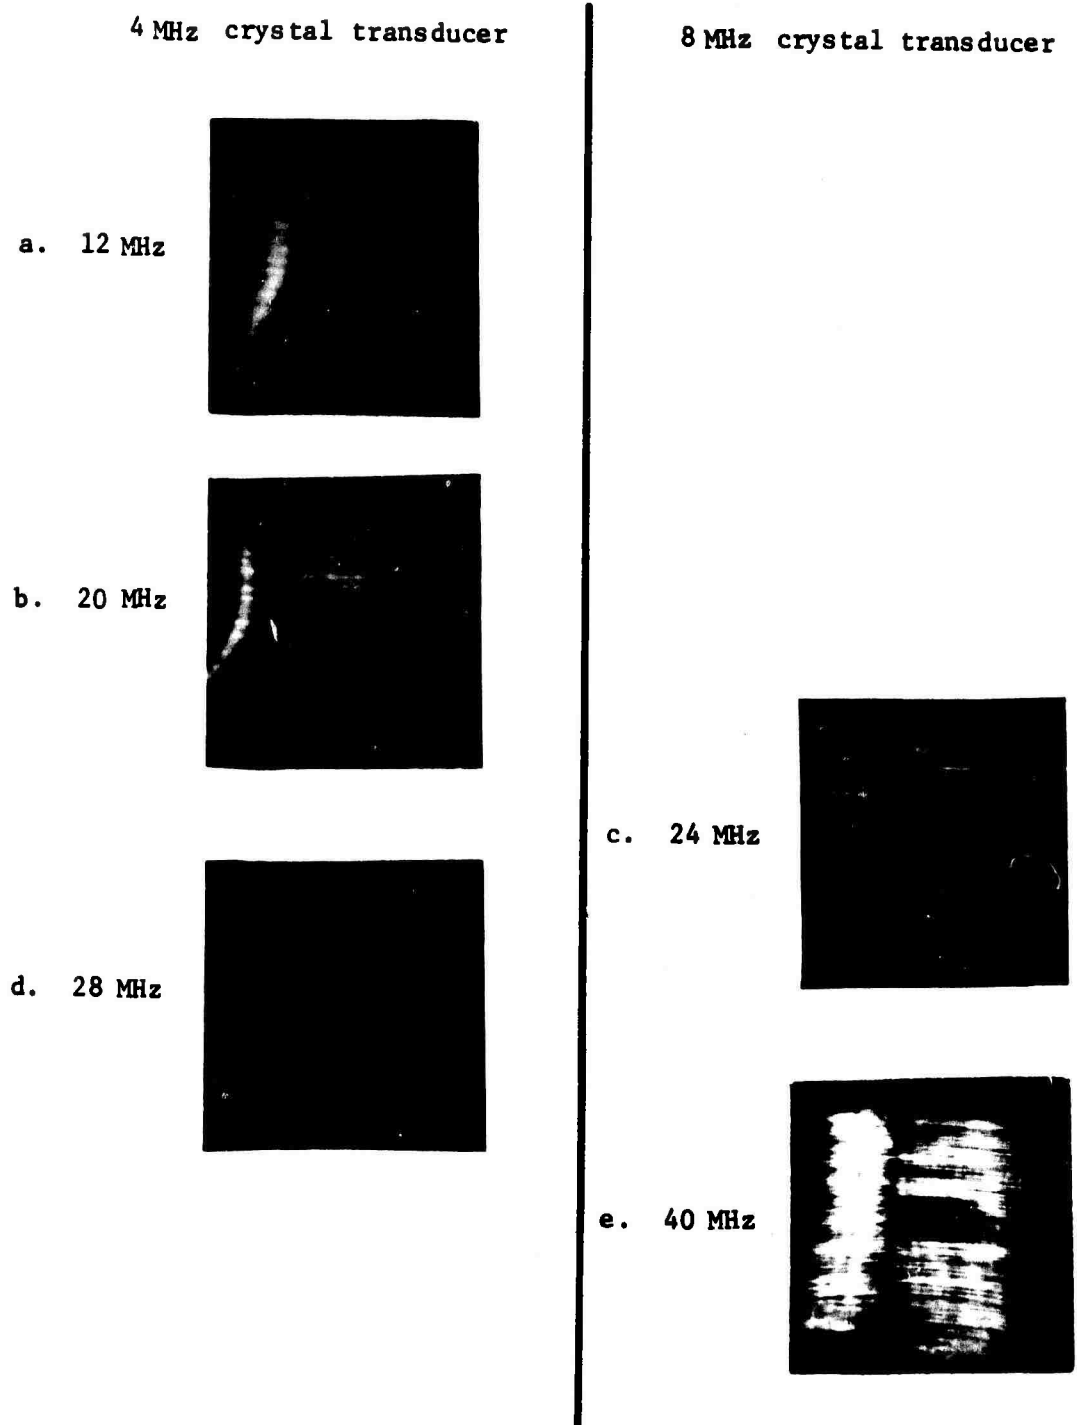 4 MHz crystal transducer
8 MHz crystal transducer
a. 12 MHz
b. 20 MHz
c. 24 MHz
d. 28 MHz
e. 40 MHz